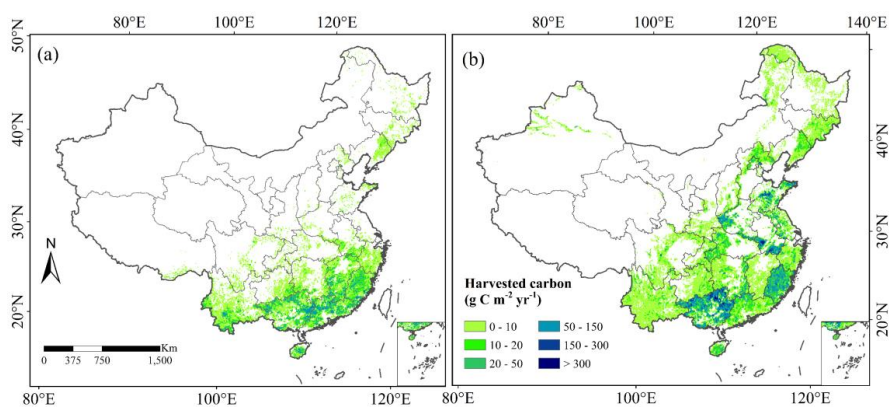 80°E 100°E 120°E
80°E 100°E 120°E 140°E
50°N
40°N
30°N
20°N
(a)
N
0 375 750 1,500 Km
80°E 100°E 120°E
(b)
Harvested carbon
(g C m⁻² yr⁻¹)
0 - 10
10 - 20
20 - 50
50 - 150
150 - 300
> 300
50°N
40°N
30°N
20°N
100°E 120°E